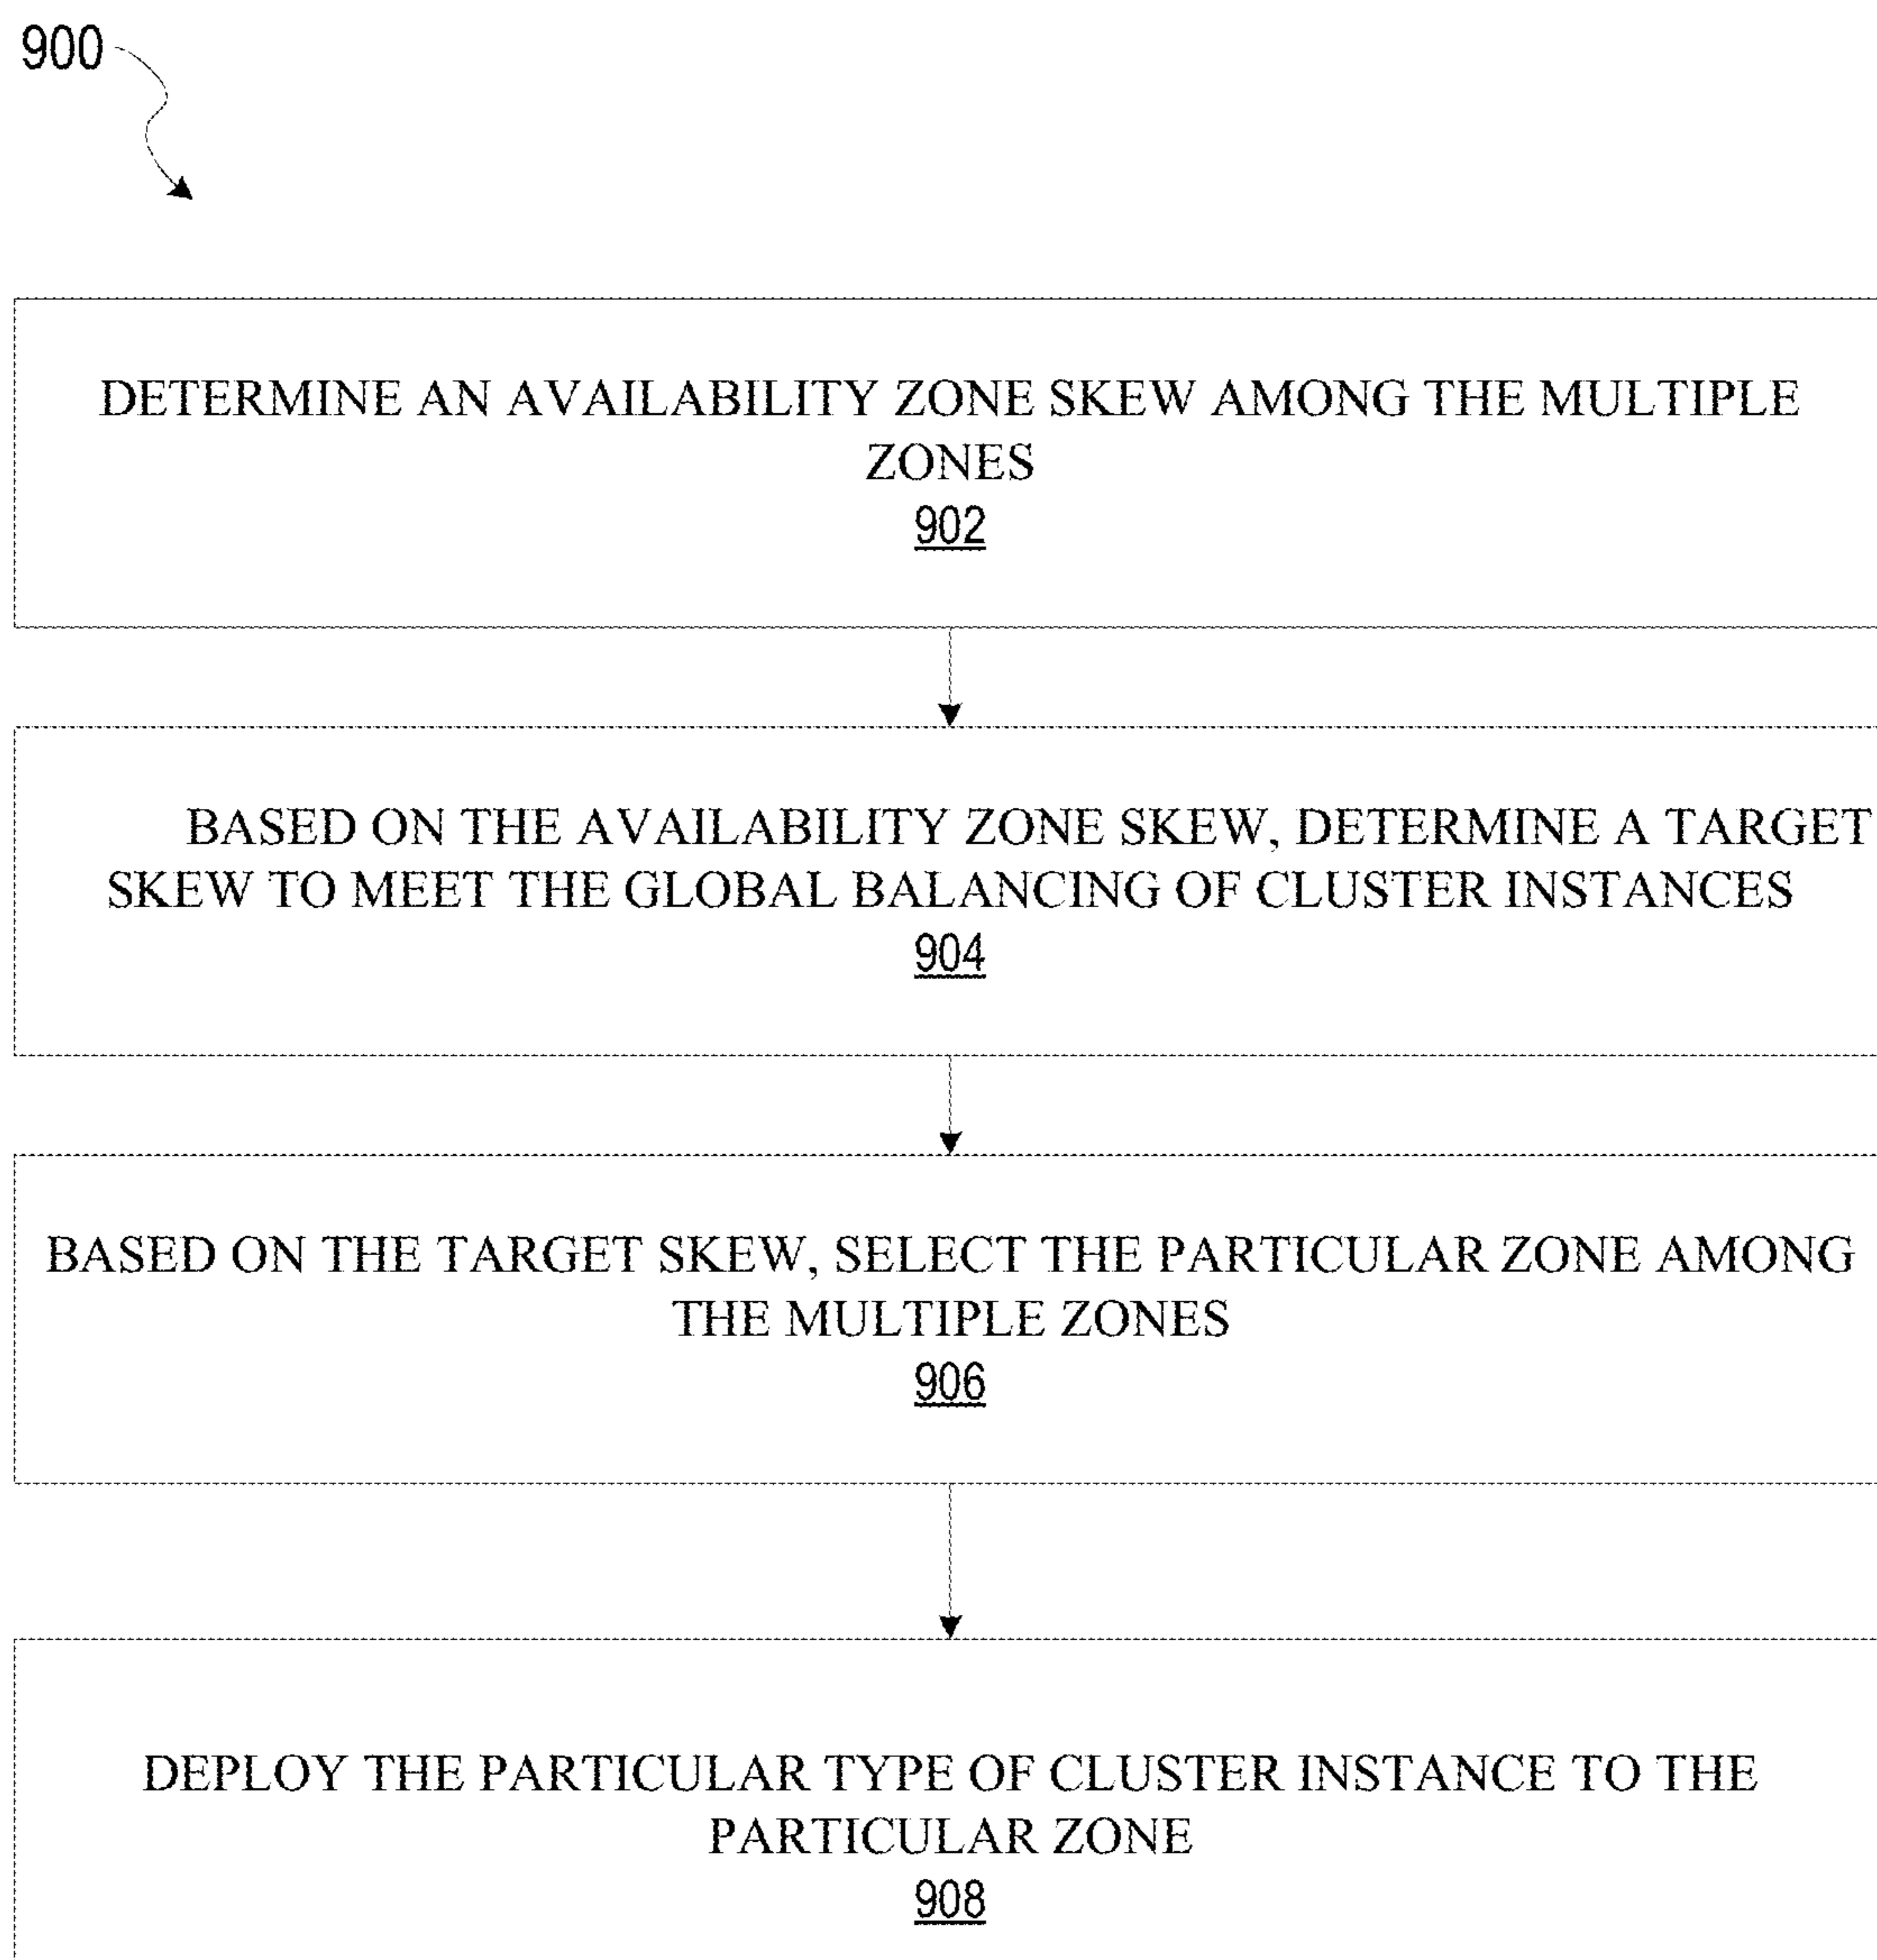 900
DETERMINE AN AVAILABILITY ZONE SKEW AMONG THE MULTIPLE
ZONES
902
BASED ON THE AVAILABILITY ZONE SKEW, DETERMINE A TARGET
SKEW TO MEET THE GLOBAL BALANCING OF CLUSTER INSTANCES
904
BASED ON THE TARGET SKEW, SELECT THE PARTICULAR ZONE AMONG
THE MULTIPLE ZONES
906
DEPLOY THE PARTICULAR TYPE OF CLUSTER INSTANCE TO THE
PARTICULAR ZONE
908